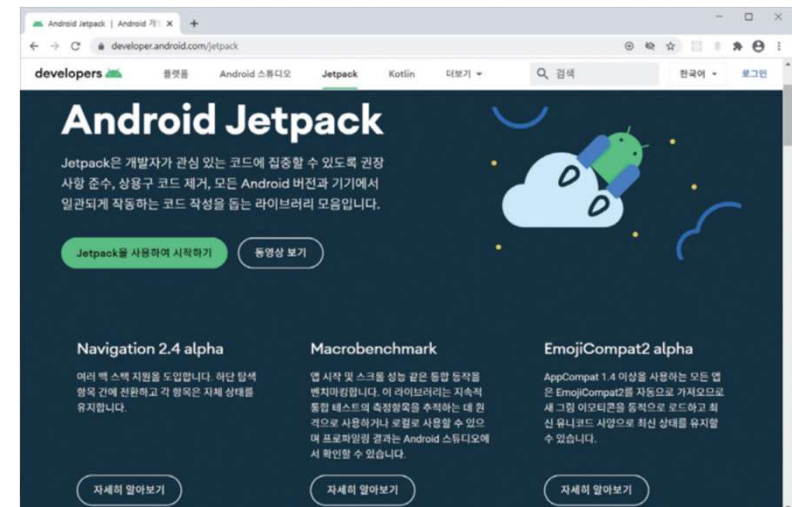 Android Jetpack | Android 개
developer.android.com/jetpack
developers
플랫폼 Android 스튜디오 Jetpack Kotlin 더보기 검색 한국어 로그인
Android Jetpack
Jetpack은 개발자가 관심 있는 코드에 집중할 수 있도록 권장
사항 준수, 상용구 코드 제거, 모든 Android 버전과 기기에서
일관되게 작동하는 코드 작성을 돕는 라이브러리 모음입니다.
Jetpack을 사용하여 시작하기 동영상 보기
Navigation 2.4 alpha
여러 백 스택 지원을 도입합니다. 하단 탐색
항목 간에 전환하고 각 항목은 자체 상태를
유지합니다.
자세히 알아보기
Macrobenchmark
앱 시작 및 스크롤 성능 같은 통합 동작을
벤치마킹합니다. 이 라이브러리는 지속적
통합 테스트의 측정항목을 추적하는 데 원
격으로 사용하거나 로컬로 사용할 수 있으
며 프로파일링 결과는 Android 스튜디오에
서 확인할 수 있습니다.
자세히 알아보기
EmojiCompat2 alpha
AppCompat 1.4 이상을 사용하는 모든 앱
은 EmojiCompat2를 자동으로 가져오므로
새 그림 이모티콘을 동적으로 로드하고 최
신 유니코드 사양으로 최신 상태를 유지할
수 있습니다.
자세히 알아보기